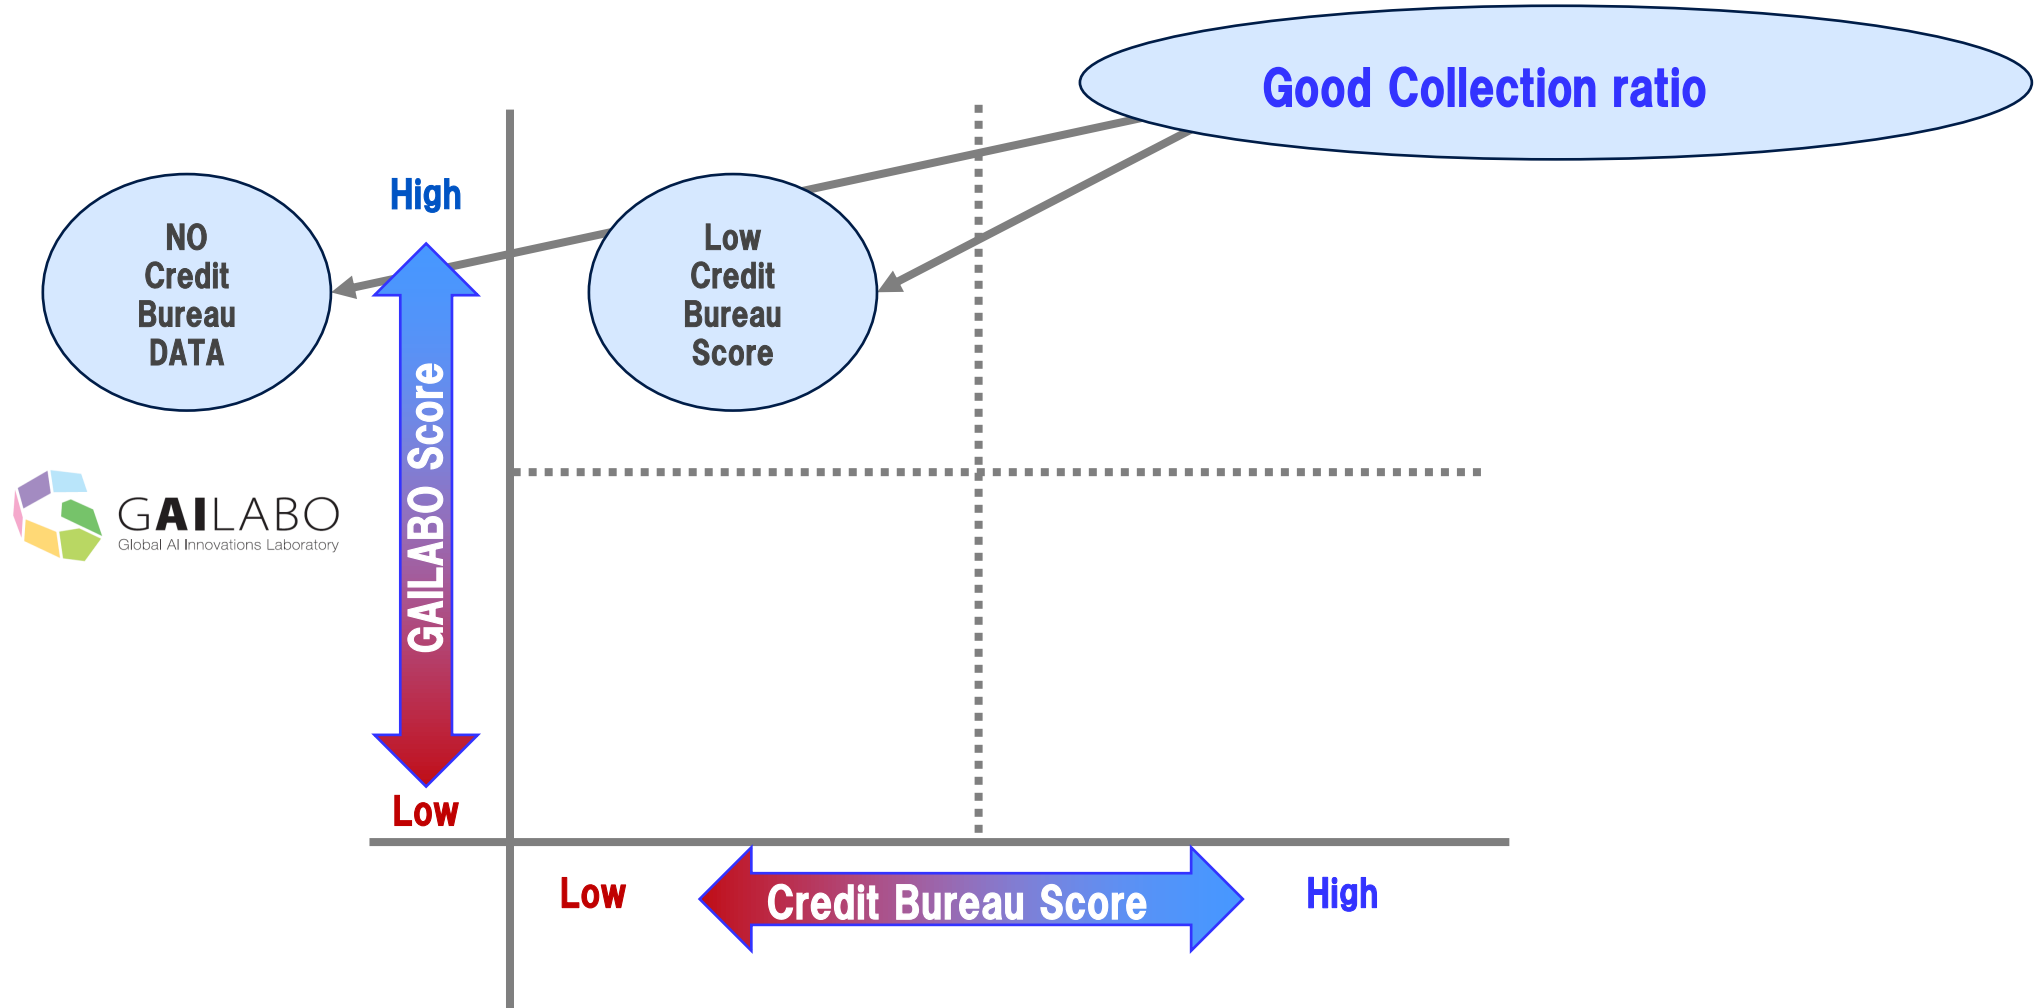 Good Collection ratio
High
NO
Credit
Bureau
DATA
Low
Credit
Bureau
Score
GAILABO Score
GAILABO
Global AI Innovations Laboratory
Low
Low
Credit Bureau Score
High